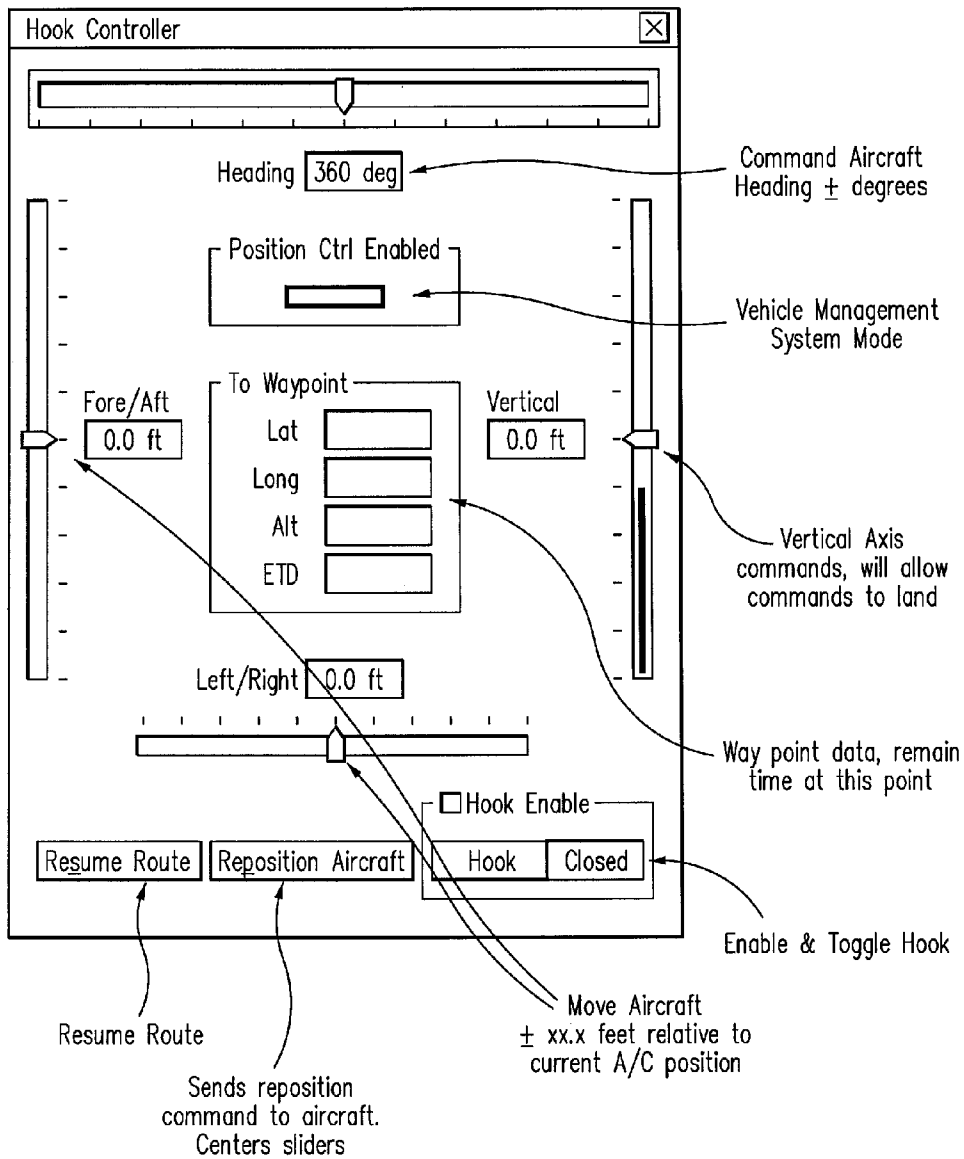 Hook Controller
Heading 360 deg
Command Aircraft
Heading ± degrees
Position Ctrl Enabled
Vehicle Management
System Mode
To Waypoint
Fore/Aft
0.0 ft
Lat
Long
Alt
ETD
Vertical
0.0 ft
Vertical Axis
commands, will allow
commands to land
Left/Right 0.0 ft
Way point data, remain
time at this point
Hook Enable
Resume Route
Reposition Aircraft
Hook
Closed
Enable & Toggle Hook
Resume Route
Move Aircraft
± xx.x feet relative to
current A/C position
Sends reposition
command to aircraft.
Centers sliders